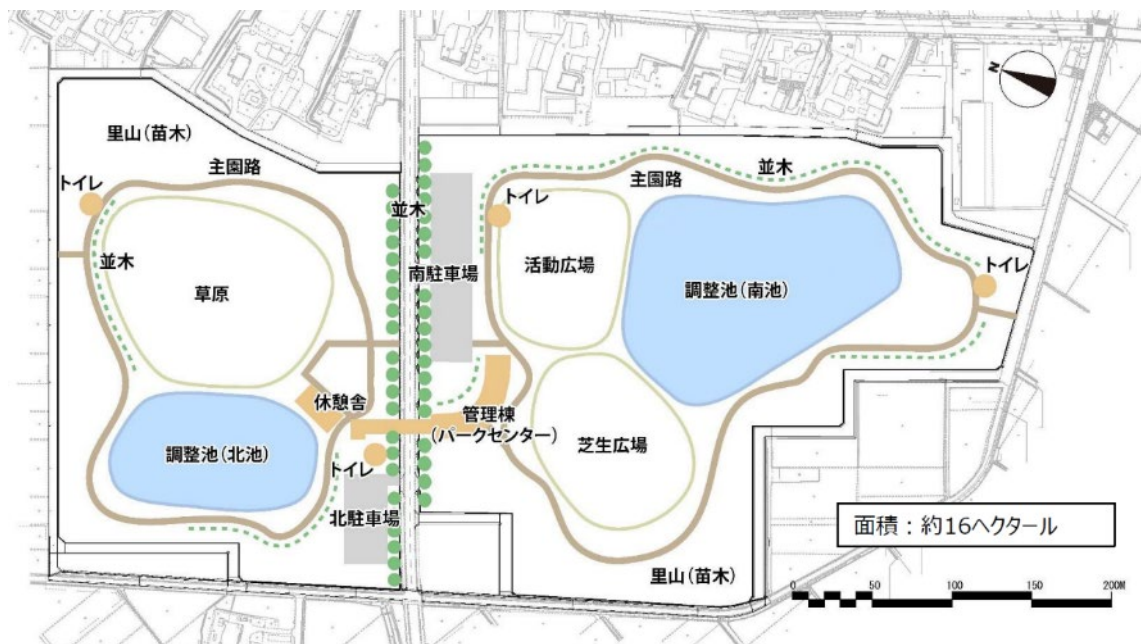 N
里山(苗木)
主園路
トイレ
並木
草原
並木
南駐車場
トイレ
主園路
並木
活動広場
調整池(南池)
トイレ
休憩舎
調整池(北池)
トイレ
北駐車場
管理棟
(パークセンター)
芝生広場
里山(苗木)
面積:約16ヘクタール
0 50 100 150 200M